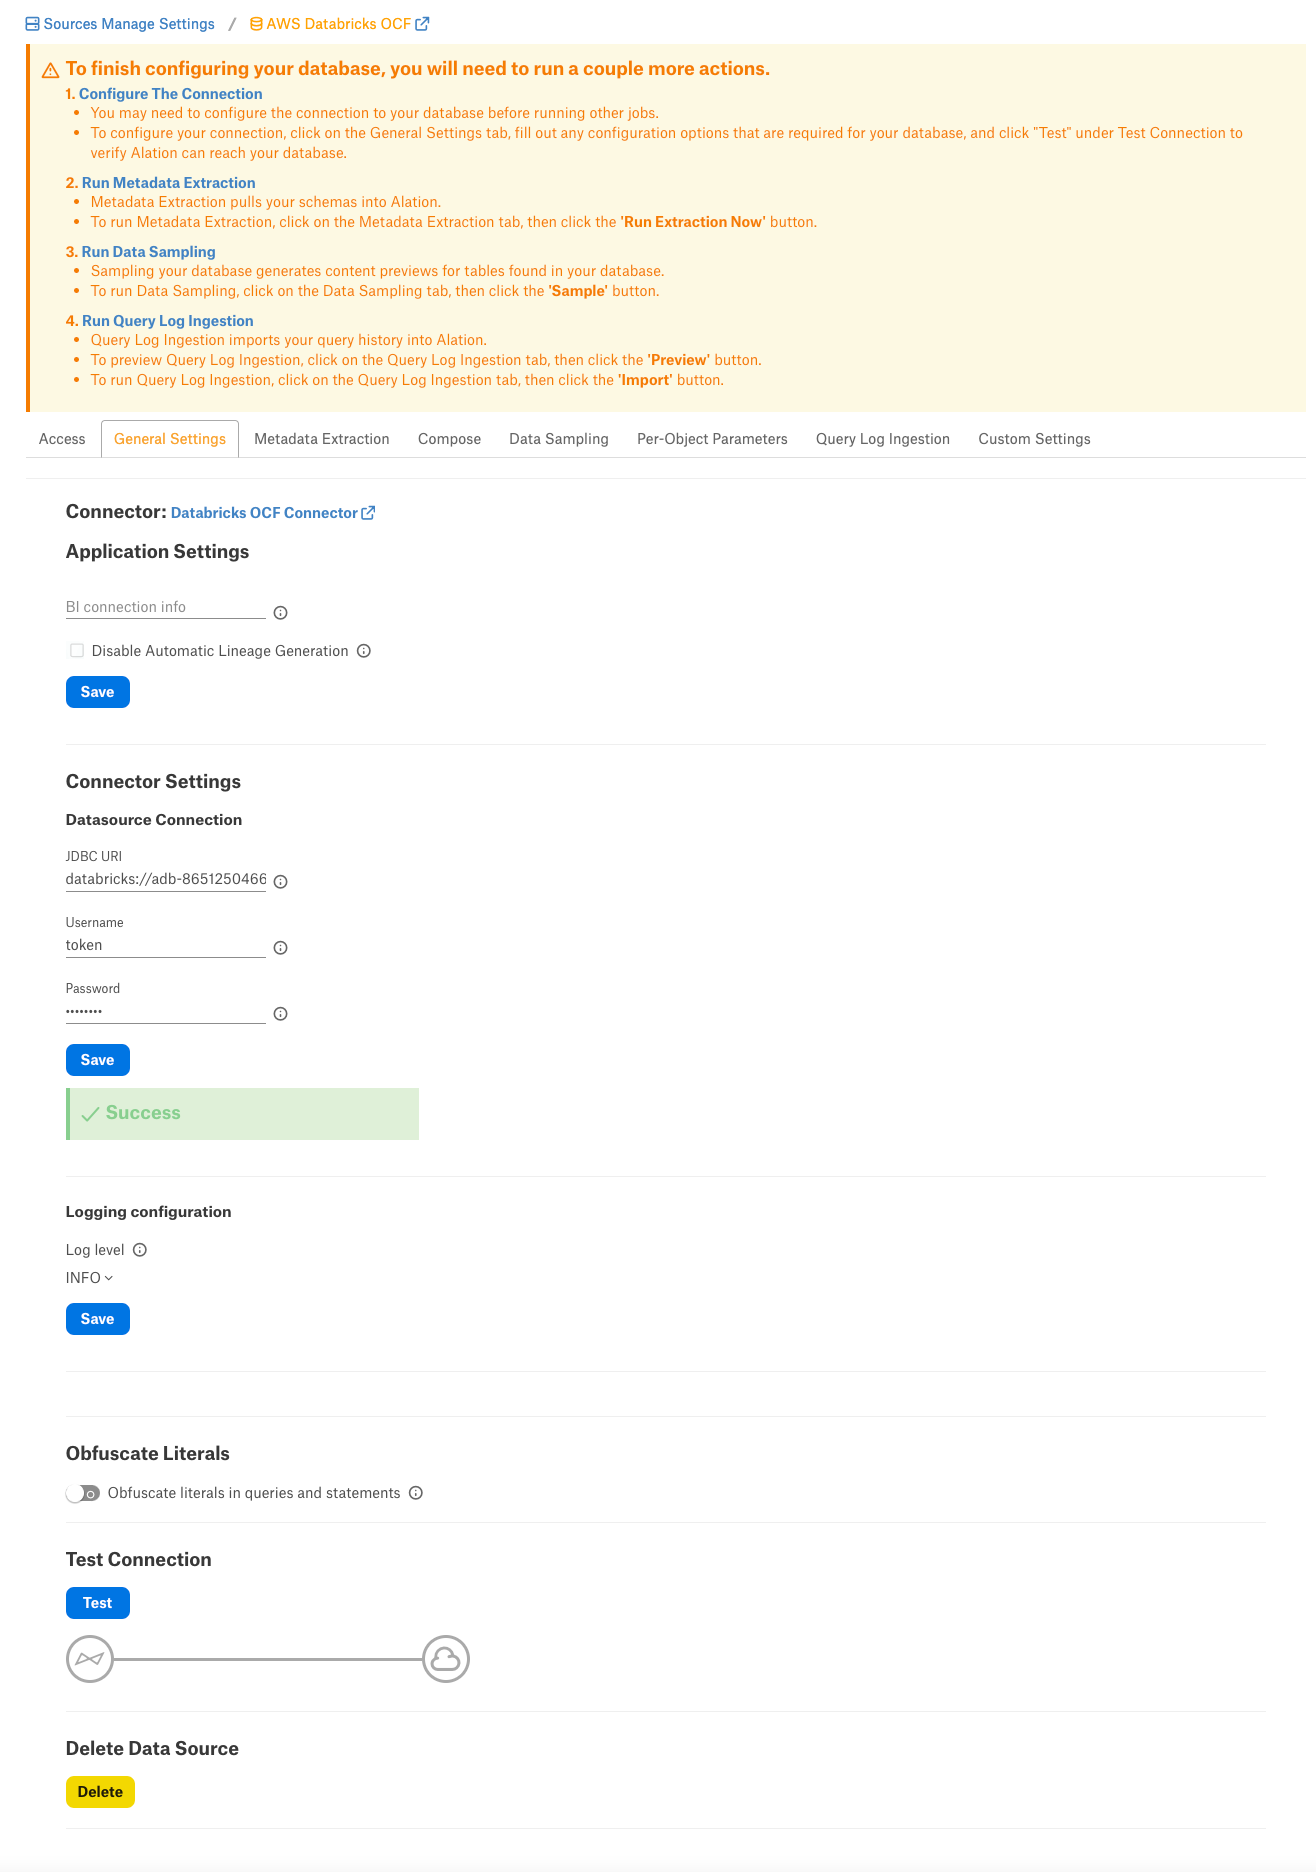 Sources Manage Settings / AWS Databricks OCF
To finish configuring your database, you will need to run a couple more actions.
1. Configure The Connection
• You may need to configure the connection to your database before running other jobs.
• To configure your connection, click on the General Settings tab, fill out any configuration options that are required for your database, and click "Test" under Test Connection to
verify Alation can reach your database.
2. Run Metadata Extraction
• Metadata Extraction pulls your schemas into Alation.
• To run Metadata Extraction, click on the Metadata Extraction tab, then click the 'Run Extraction Now' button.
3. Run Data Sampling
• Sampling your database generates content previews for tables found in your database.
• To run Data Sampling, click on the Data Sampling tab, then click the 'Sample' button.
4. Run Query Log Ingestion
• Query Log Ingestion imports your query history into Alation.
• To preview Query Log Ingestion, click on the Query Log Ingestion tab, then click the 'Preview' button.
• To run Query Log Ingestion, click on the Query Log Ingestion tab, then click the 'Import' button.
Access General Settings Metadata Extraction Compose Data Sampling Per-Object Parameters Query Log Ingestion Custom Settings
Connector: Databricks OCF Connector
Application Settings
BI connection info
Disable Automatic Lineage Generation
Save
Connector Settings
Datasource Connection
JDBC URI
databricks://adb-8651250466
Username
token
Password
••••••••
Save
Success
Logging configuration
Log level
INFO
Save
Obfuscate Literals
Obfuscate literals in queries and statements
Test Connection
Test
Delete Data Source
Delete